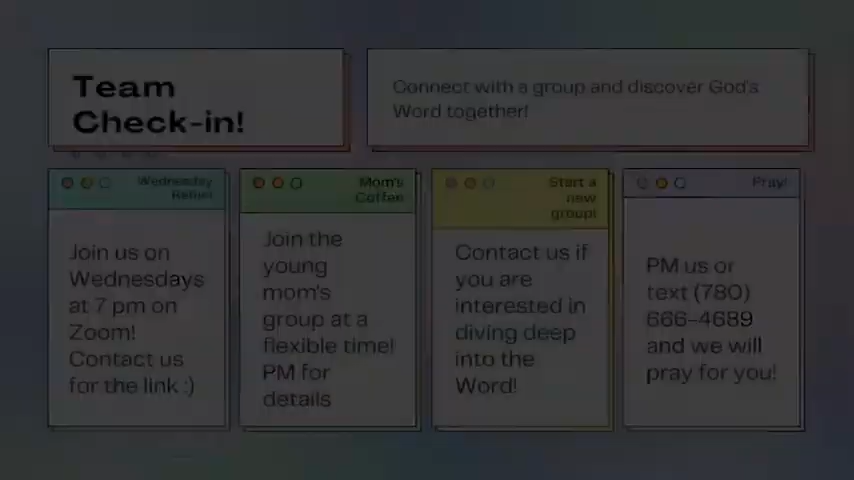 Team
Check-in!
Connect with a group and discover God's
Word together!
Wednesday
Refuel
Join us on
Wednesdays
at 7 pm on
Zoom!
Contact us
for the link :)
Mom's
Coffee
Join the
young
mom's
group at a
flexible time!
PM for
details
Start a
new
group!
Contact us if
you are
interested in
diving deep
into the
Word!
Pray!
PM us or
text (780)
666-4689
and we will
pray for you!